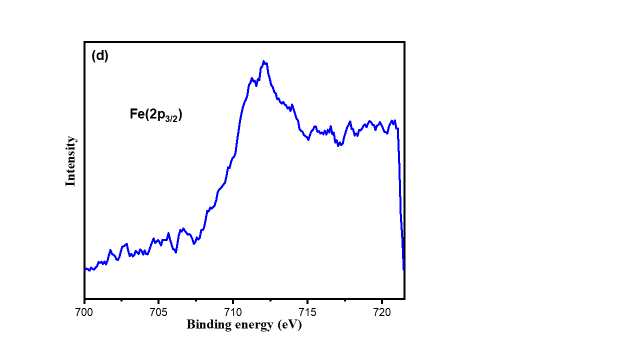 (d)
Fe(2p3/2)
Intensity
700 705 710 715 720
Binding energy (eV)